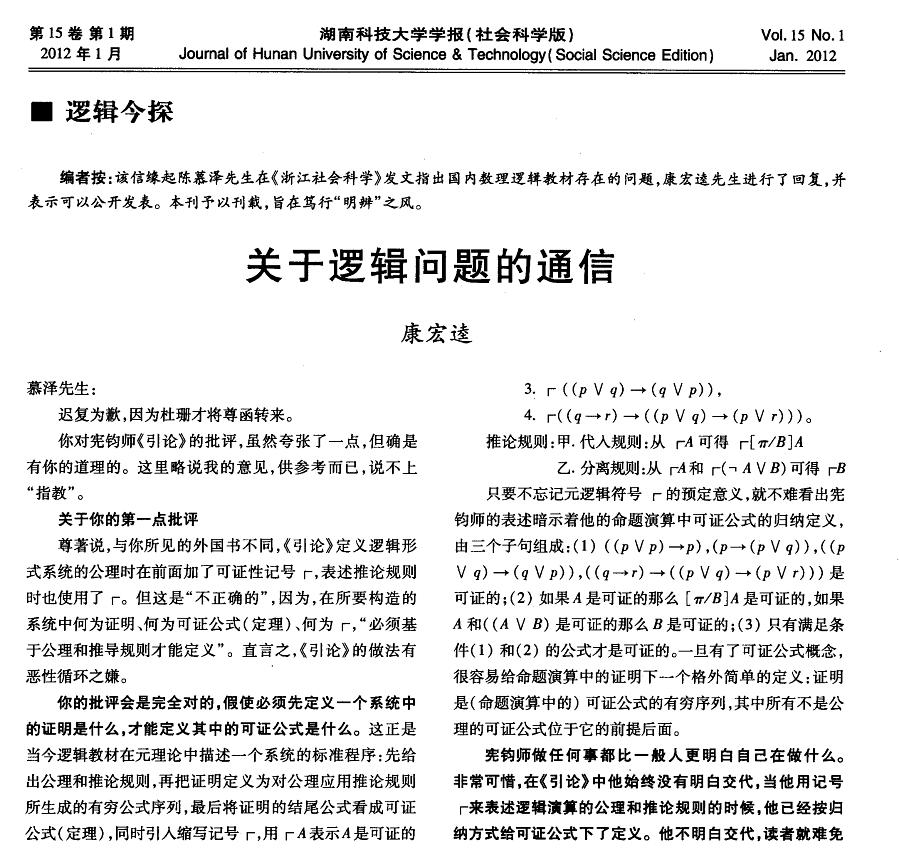 第 15 卷 第 1 期
2012 年 1 月
湖南科技大学学报(社会科学版)
Journal of Hunan University of Science & Technology(Social Science Edition)
Vol. 15 No. 1
Jan. 2012
■ 逻辑今探
编者按:该信缘起陈慕泽先生在《浙江社会科学》发文指出国内数理逻辑教材存在的问题,康宏逵先生进行了回复,并
表示可以公开发表。本刊予以刊载,旨在笃行“明辨”之风。
关于逻辑问题的通信
康宏逵
慕泽先生:
迟复为歉,因为杜珊才将尊函转来。
你对宪钧师《引论》的批评,虽然夸张了一点,但确是
有你的道理的。这里略说我的意见,供参考而已,说不上
“指教”。
关于你的第一点批评
尊著说,与你所见的外国书不同,《引论》定义逻辑形
式系统的公理时在前面加了可证性记号 ┌,表述推论规则
时也使用了 ┌。但这是“不正确的”,因为,在所要构造的
系统中何为证明、何为可证公式(定理)、何为 ┌,“必须基
于公理和推导规则才能定义”。直言之,《引论》的做法有
恶性循环之嫌。
你的批评会是完全对的,假使必须先定义一个系统中
的证明是什么,才能定义其中的可证公式是什么。这正是
当今逻辑教材在元理论中描述一个系统的标准程序:先给
出公理和推论规则,再把证明定义为对公理应用推论规则
所生成的有穷公式序列,最后将证明的结尾公式看成可证
公式(定理),同时引入缩写记号 ┌,用 ┌ A 表示 A 是可证的
3. ┌ ((p ∨ q) → (q ∨ p)),
4. ┌((q → r) → ((p ∨ q) → (p ∨ r)))。
推论规则:甲. 代入规则:从 ┌A 可得 ┌[π/B]A
乙. 分离规则:从 ┌A 和 ┌(¬ A ∨ B) 可得 ┌B
只要不忘记元逻辑符号 ┌ 的预定意义,就不难看出宪
钧师的表述暗示着他的命题演算中可证公式的归纳定义,
由三个子句组成:(1) ((p ∨ p) → p),(p → (p ∨ q)),((p
∨ q) → (q ∨ p)),((q → r) → ((p ∨ q) → (p ∨ r))) 是
可证的;(2) 如果 A 是可证的那么 [π/B]A 是可证的,如果
A 和((A ∨ B) 是可证的那么 B 是可证的;(3) 只有满足条
件(1) 和(2) 的公式才是可证的。一旦有了可证公式概念,
很容易给命题演算中的证明下一个格外简单的定义:证明
是(命题演算中的) 可证公式的有穷序列,其中所有不是公
理的可证公式位于它的前提后面。
宪钧师做任何事都比一般人更明白自己在做什么。
非常可惜,在《引论》中他始终没有明白交代,当他用记号
┌来表述逻辑演算的公理和推论规则的时候,他已经按归
纳方式给可证公式下了定义。他不明白交代,读者就难免